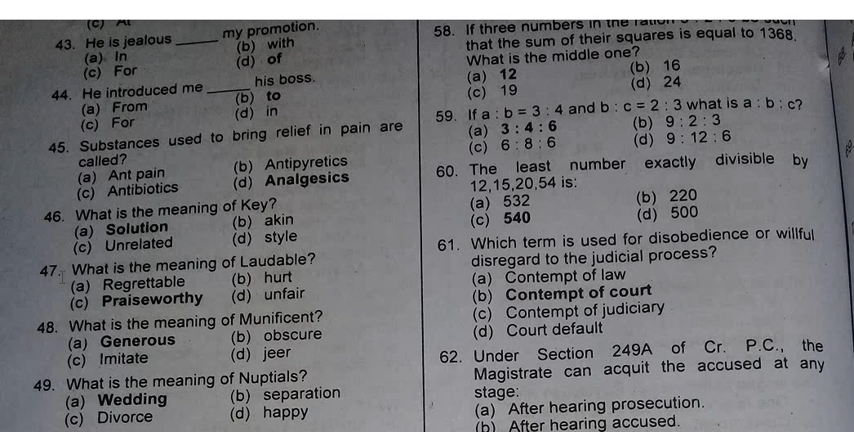 43. He is jealous ______ my promotion.
(a) In (b) with
(c) For (d) of
44. He introduced me ______ his boss.
(a) From (b) to
(c) For (d) in
45. Substances used to bring relief in pain are
called?
(a) Ant pain (b) Antipyretics
(c) Antibiotics (d) Analgesics
46. What is the meaning of Key?
(a) Solution (b) akin
(c) Unrelated (d) style
47. What is the meaning of Laudable?
(a) Regrettable (b) hurt
(c) Praiseworthy (d) unfair
48. What is the meaning of Munificent?
(a) Generous (b) obscure
(c) Imitate (d) jeer
49. What is the meaning of Nuptials?
(a) Wedding (b) separation
(c) Divorce (d) happy
58. If three numbers in the
that the sum of their squares is equal to 1368.
What is the middle one?
(a) 12 (b) 16
(c) 19 (d) 24
59. If a : b = 3 : 4 and b : c = 2 : 3 what is a : b : c?
(a) 3 : 4 : 6 (b) 9 : 2 : 3
(c) 6 : 8 : 6 (d) 9 : 12 : 6
60. The least number exactly divisible by
12,15,20,54 is:
(a) 532 (b) 220
(c) 540 (d) 500
61. Which term is used for disobedience or willful
disregard to the judicial process?
(a) Contempt of law
(b) Contempt of court
(c) Contempt of judiciary
(d) Court default
62. Under Section 249A of Cr. P.C., the
Magistrate can acquit the accused at any
stage:
(a) After hearing prosecution.
(b) After hearing accused.